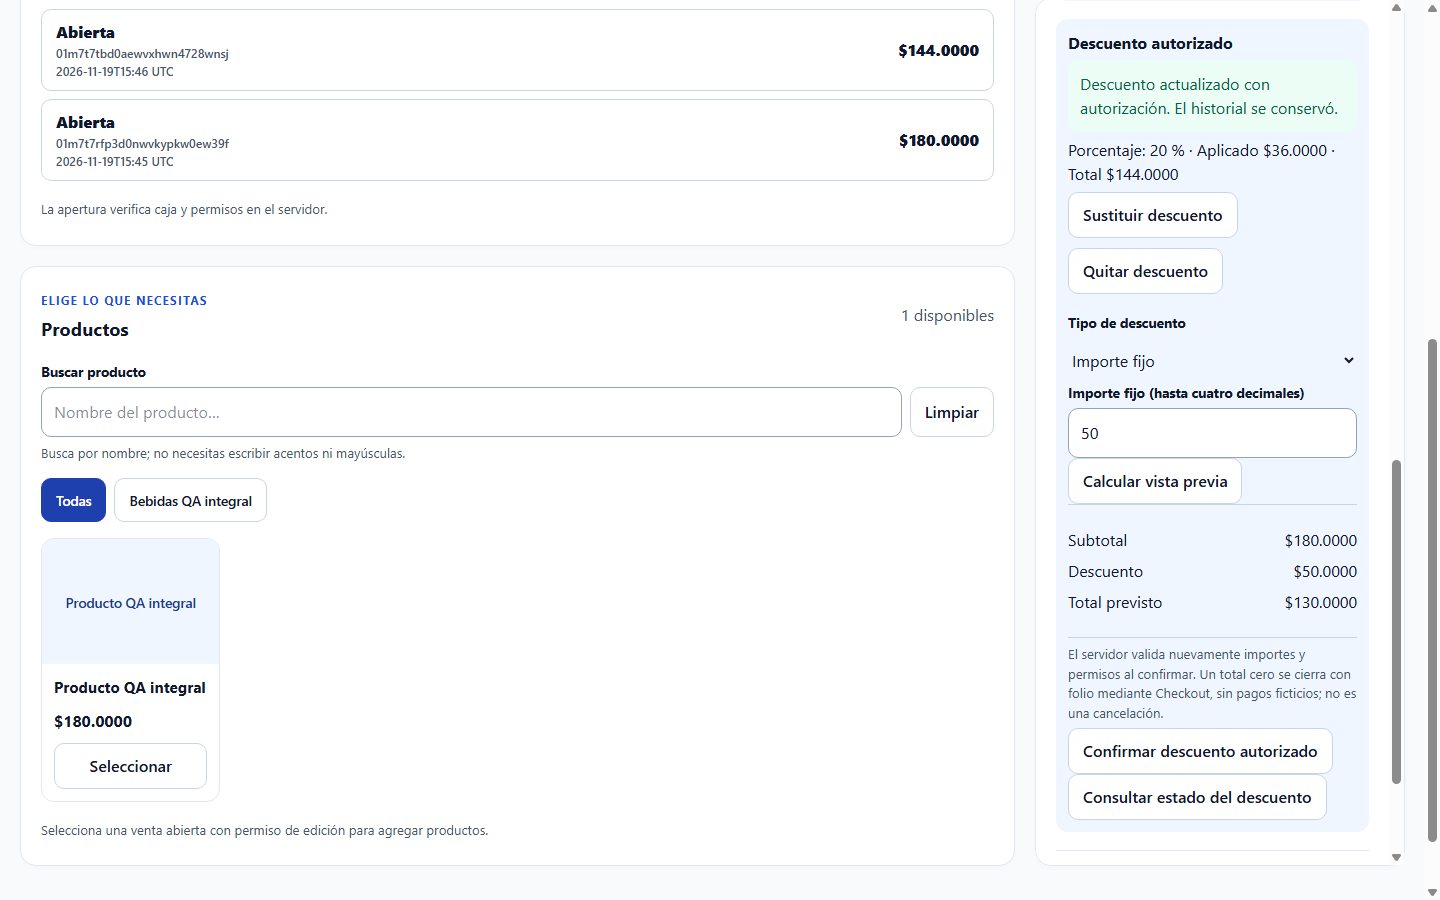 Abierta
01m7t7tbd0aewvxhwn4728wnsj
2026-11-19T15:46 UTC
$144.0000
Abierta
01m7t7rfp3d0nwvkypkw0ew39f
2026-11-19T15:45 UTC
$180.0000
La apertura verifica caja y permisos en el servidor.
ELIGE LO QUE NECESITAS
Productos
1 disponibles
Buscar producto
Nombre del producto...
Limpiar
Busca por nombre; no necesitas escribir acentos ni mayúsculas.
Todas
Bebidas QA integral
Producto QA integral
Producto QA integral
$180.0000
Seleccionar
Selecciona una venta abierta con permiso de edición para agregar productos.
Descuento autorizado
Descuento actualizado con
autorización. El historial se conservó.
Porcentaje: 20 % · Aplicado $36.0000 ·
Total $144.0000
Sustituir descuento
Quitar descuento
Tipo de descuento
Importe fijo
Importe fijo (hasta cuatro decimales)
50
Calcular vista previa
Subtotal $180.0000
Descuento $50.0000
Total previsto $130.0000
El servidor valida nuevamente importes y
permisos al confirmar. Un total cero se cierra con
folio mediante Checkout, sin pagos ficticios; no es
una cancelación.
Confirmar descuento autorizado
Consultar estado del descuento